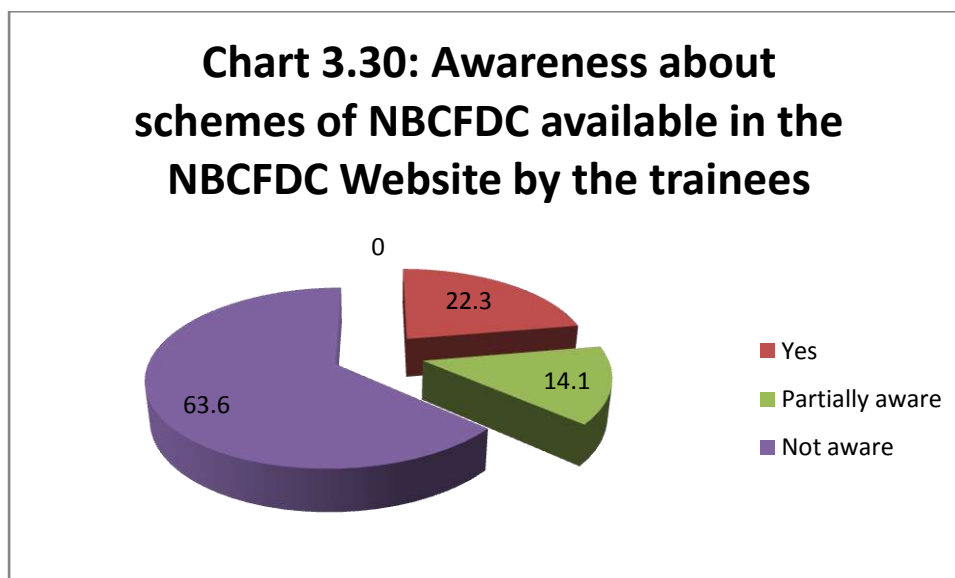 Chart 3.30: Awareness about
schemes of NBCFDC available in the
NBCFDC Website by the trainees
0
22.3
14.1
63.6
Yes
Partially aware
Not aware